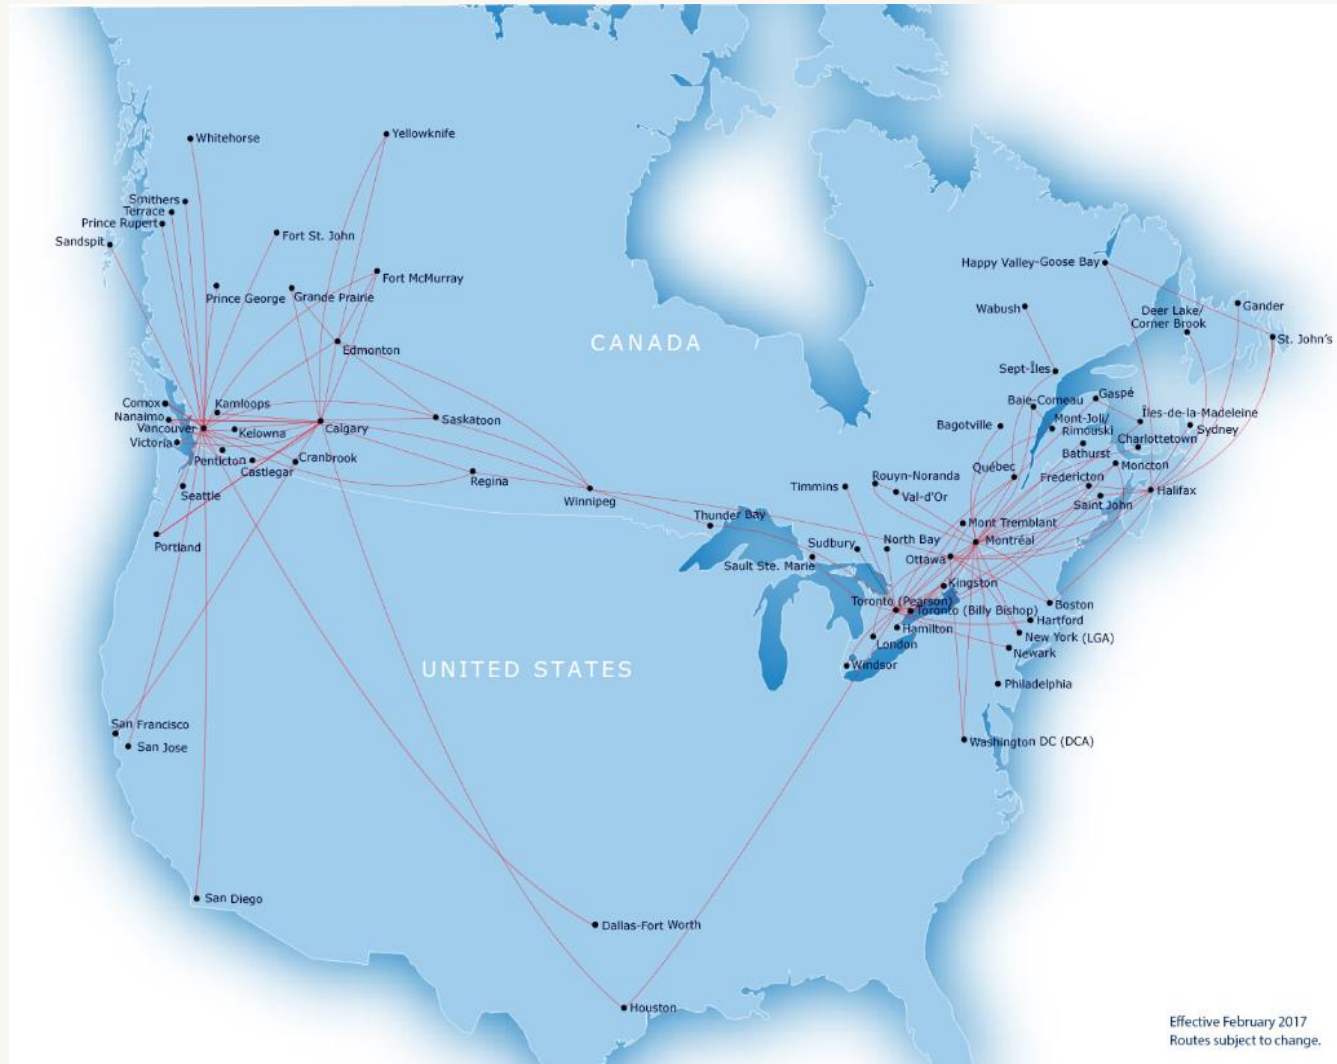 Whitehorse
Yellowknife
Smithers
Terrace
Prince Rupert
Sandspit
Fort St. John
Fort McMurray
Prince George
Grande Prairie
Edmonton
CANADA
Comox
Nanaimo
Vancouver
Victoria
Kamloops
Kelowna
Calgary
Saskatoon
Penticton
Castlegar
Cranbrook
Seattle
Portland
Regina
Winnipeg
Thunder Bay
Happy Valley-Goose Bay
Wabush
Deer Lake/
Corner Brook
Gander
St. John's
Sept-Îles
Baie-Comeau
Gaspé
Îles-de-la-Madeleine
Sydney
Bagotville
Mont-Joli/
Rimouski
Charlottetown
Bathurst
Moncton
Québec
Fredericton
Saint John
Halifax
Timmins
Rouyn-Noranda
Val-d'Or
Mont Tremblant
Montréal
Sudbury
North Bay
Ottawa
Sault Ste. Marie
Kingston
Toronto (Pearson)
Toronto (Billy Bishop)
Hamilton
London
Windsor
Boston
Hartford
New York (LGA)
Newark
Philadelphia
Washington DC (DCA)
UNITED STATES
San Francisco
San Jose
San Diego
Dallas-Fort Worth
Houston
Effective February 2017
Routes subject to change.